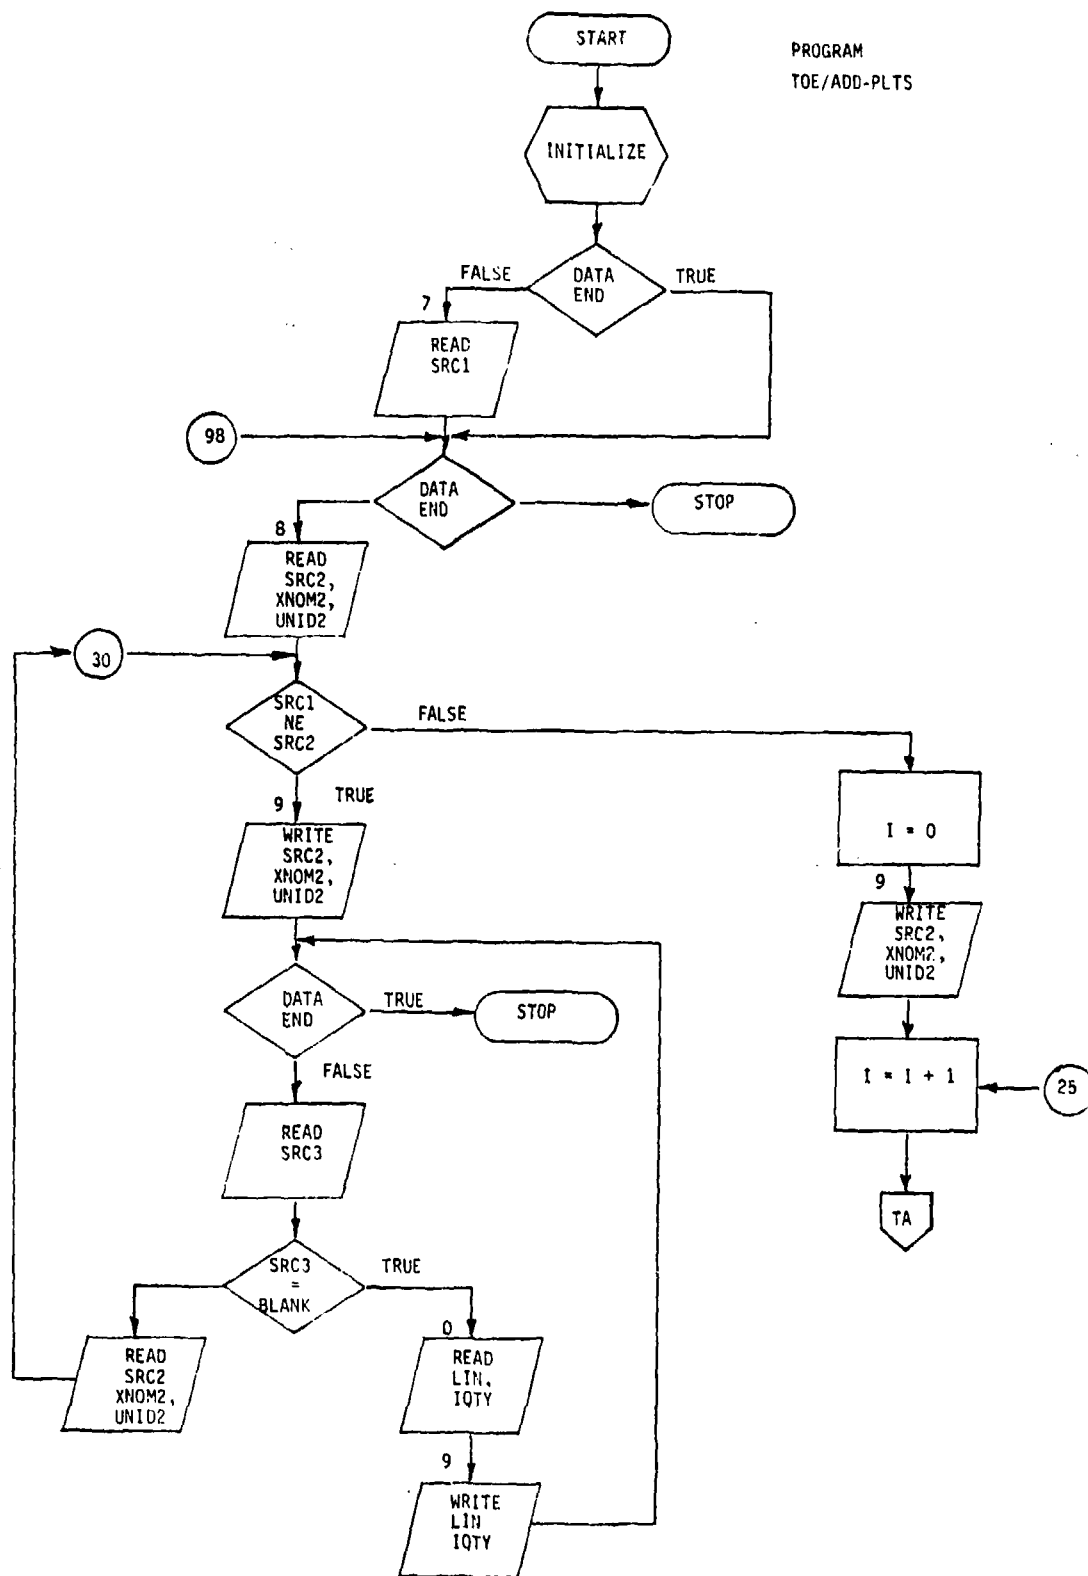 START
PROGRAM
TOE/ADD-PLTS
INITIALIZE
FALSE
DATA
END
TRUE
7
READ
SRC1
98
DATA
END
STOP
8
READ
SRC2,
XNOM2,
UNID2
30
SRC1
NE
SRC2
FALSE
TRUE
9
WRITE
SRC2,
XNOM2,
UNID2
I = 0
9
WRITE
SRC2,
XNOM2,
UNID2
DATA
END
TRUE
STOP
FALSE
I = I + 1
25
READ
SRC3
TA
SRC3
=
BLANK
TRUE
READ
SRC2
XNOM2,
UNID2
0
READ
LIN,
IQTY
9
WRITE
LIN
IQTY